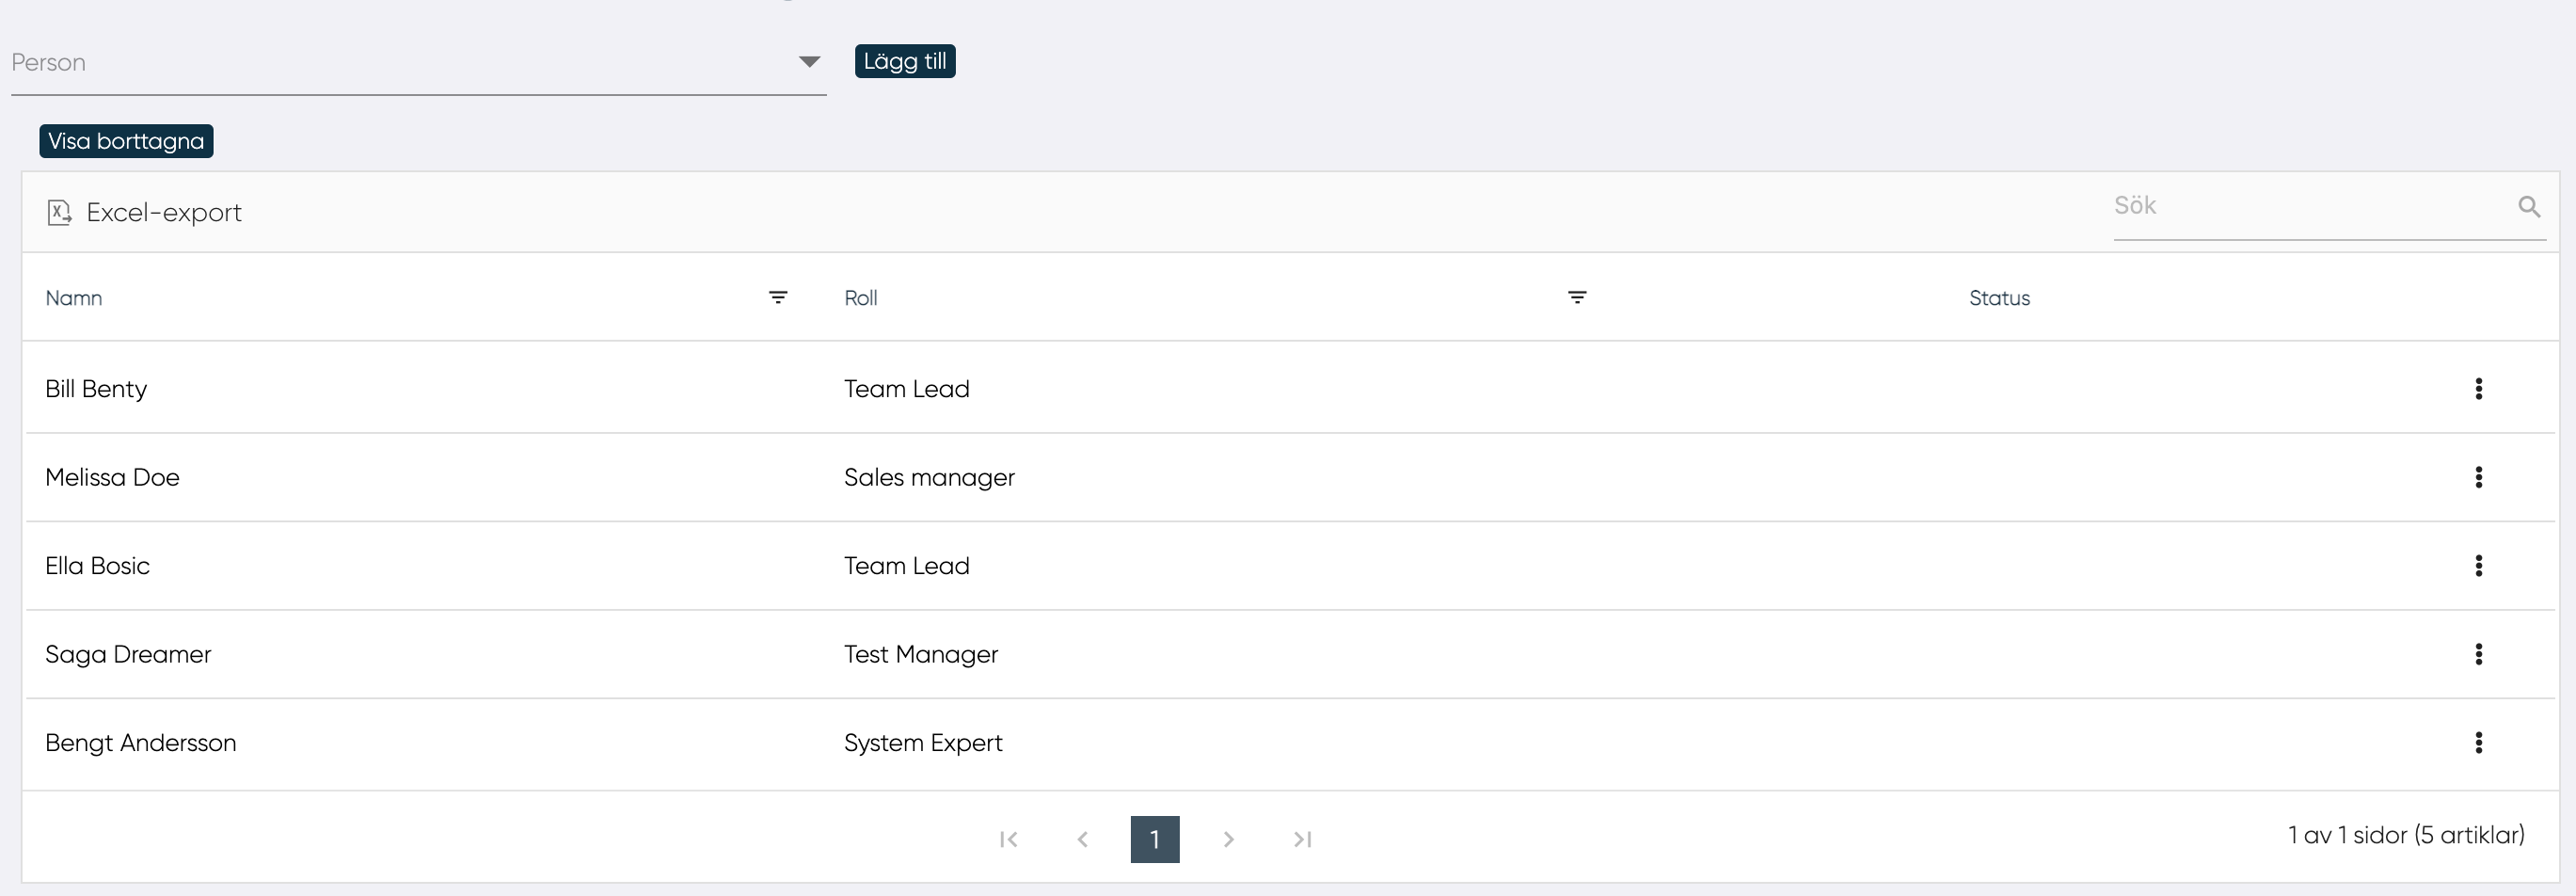 Person
Lägg till
Visa borttagna
Excel-export
Sök
Namn Roll Status
Bill Benty Team Lead
Melissa Doe Sales manager
Ella Bosic Team Lead
Saga Dreamer Test Manager
Bengt Andersson System Expert
1
1 av 1 sidor (5 artiklar)